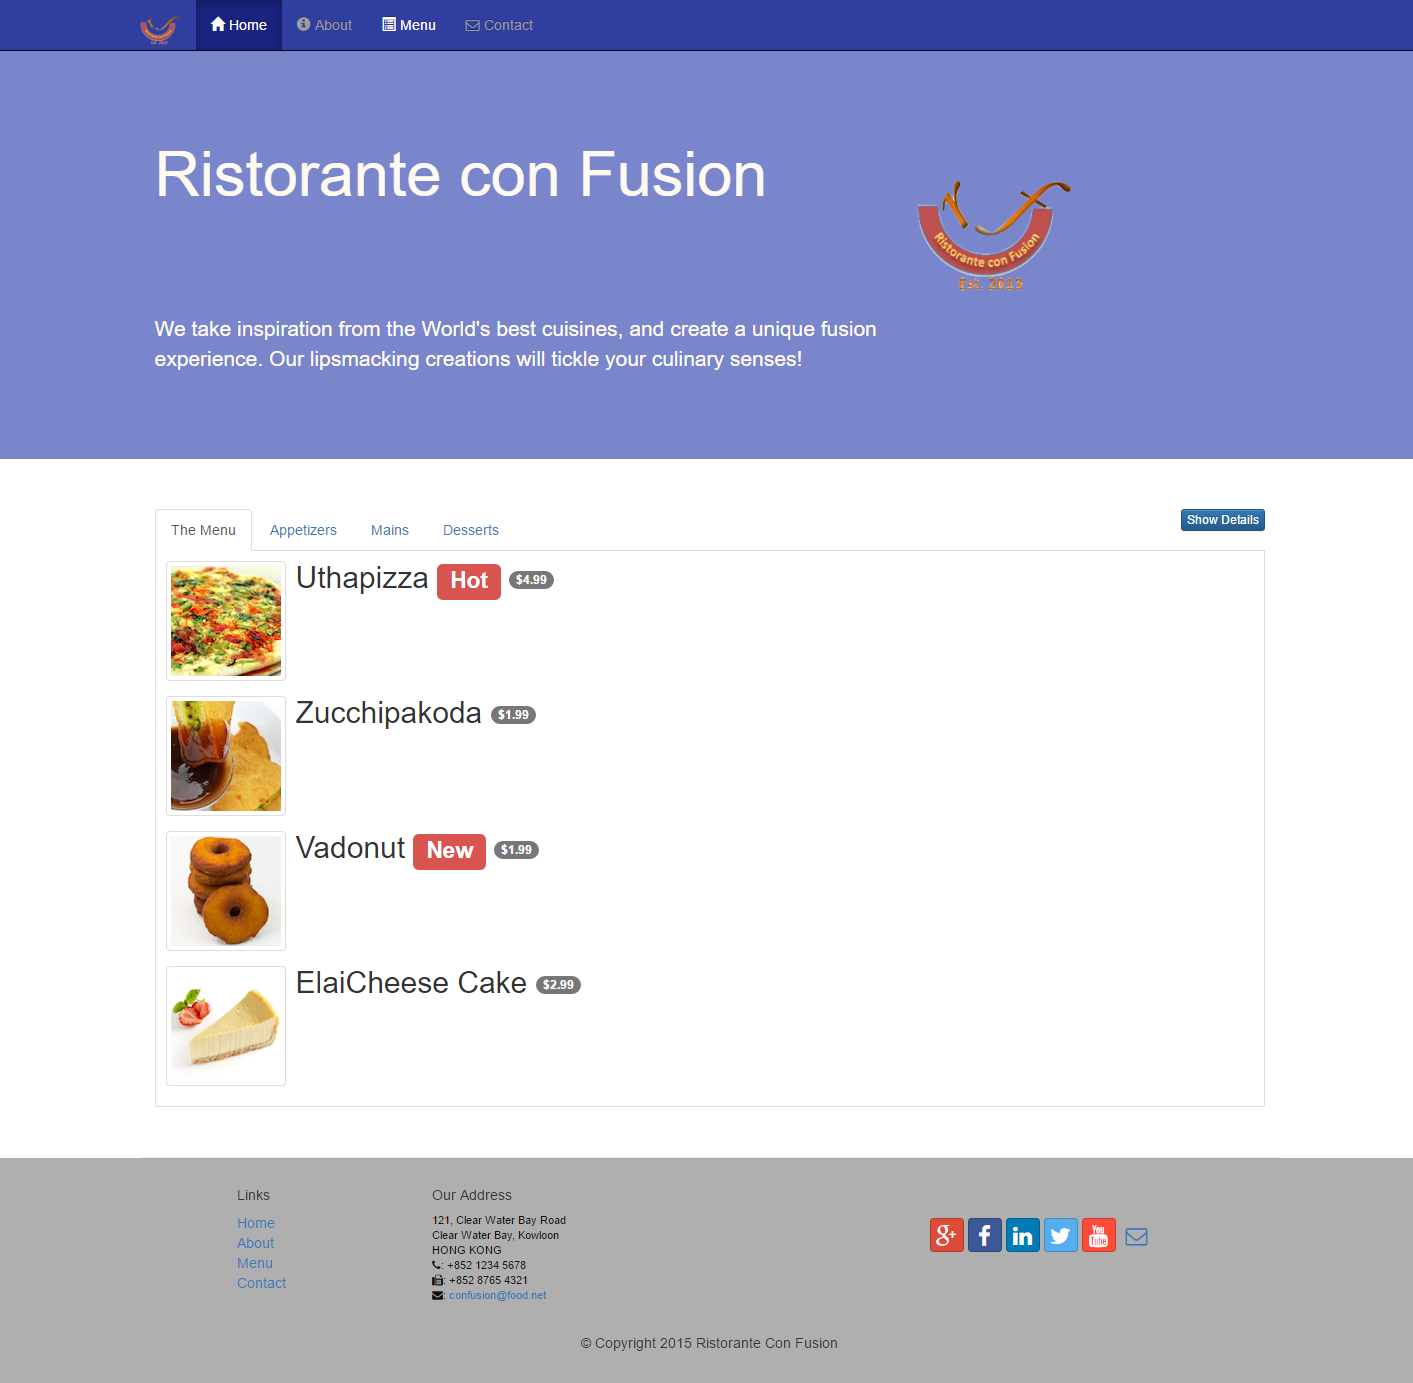 Home About Menu Contact
Ristorante con Fusion
Ristorante con Fusion
Est. 2013
We take inspiration from the World's best cuisines, and create a unique fusion
experience. Our lipsmacking creations will tickle your culinary senses!
The Menu Appetizers Mains Desserts Show Details
Uthapizza Hot $4.99
Zucchipakoda $1.99
Vadonut New $1.99
ElaiCheese Cake $2.99
Links
Home
About
Menu
Contact
Our Address
121, Clear Water Bay Road
Clear Water Bay, Kowloon
HONG KONG
: +852 1234 5678
: +852 8765 4321
: confusion@food.net
g+ f in You Tube
© Copyright 2015 Ristorante Con Fusion